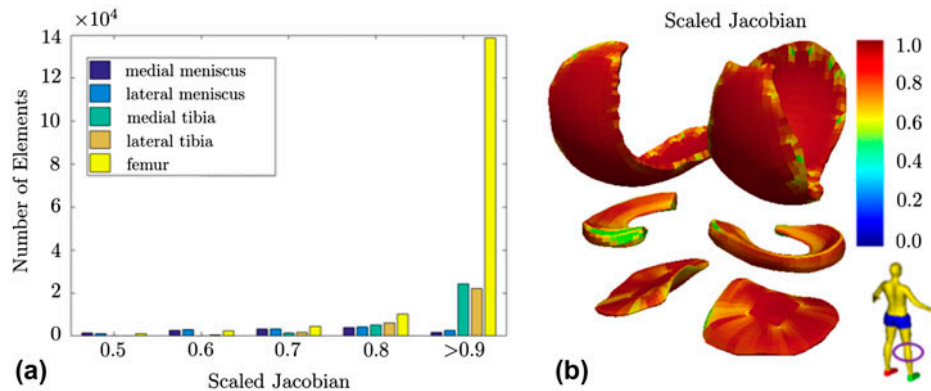 ×10⁴
14
12
10
8
6
4
2
0
Number of Elements
medial meniscus
lateral meniscus
medial tibia
lateral tibia
femur
0.5 0.6 0.7 0.8 >0.9
Scaled Jacobian
(a)
Scaled Jacobian
1.0
0.8
0.6
0.4
0.2
0.0
(b)